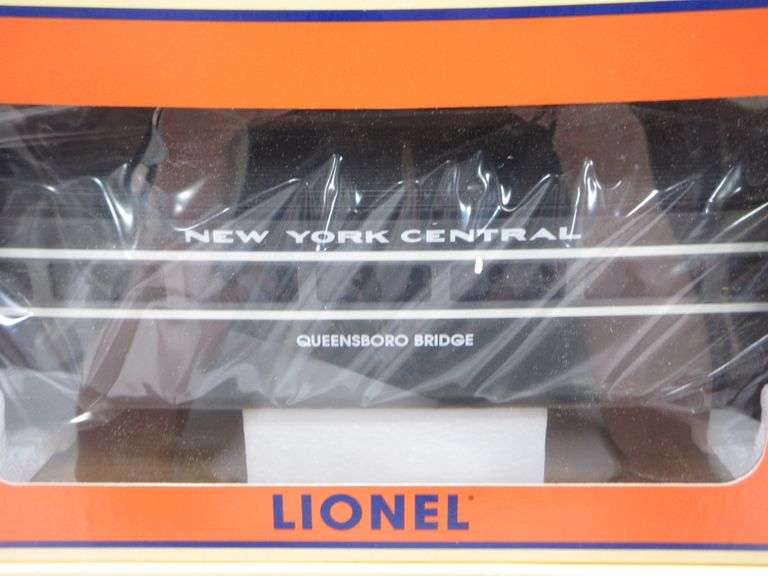 NEW YORK CENTRAL
QUEENSBORO BRIDGE
LIONEL